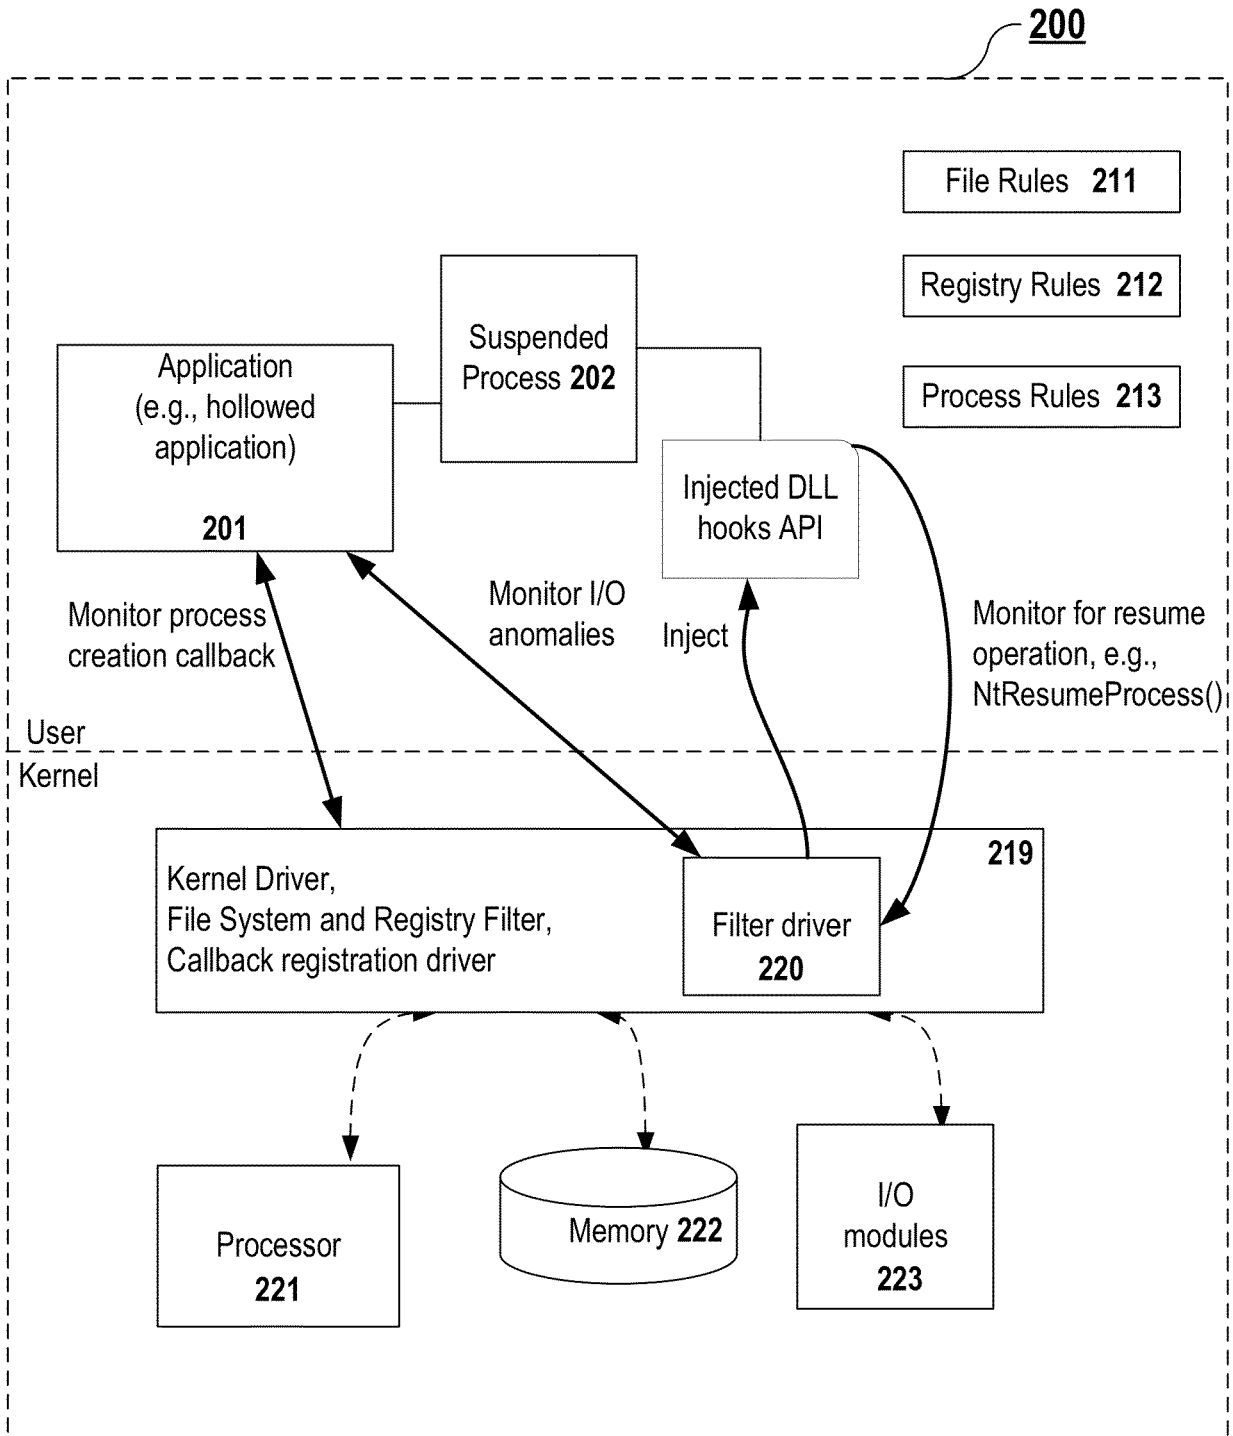 200
File Rules 211
Registry Rules 212
Suspended
Process 202
Application
(e.g., hollowed
application)
201
Process Rules 213
Injected DLL
hooks API
Monitor process
creation callback
Monitor I/O
anomalies
Inject
Monitor for resume
operation, e.g.,
NtResumeProcess()
User
Kernel
219
Kernel Driver,
File System and Registry Filter,
Callback registration driver
Filter driver
220
Processor
221
Memory 222
I/O
modules
223